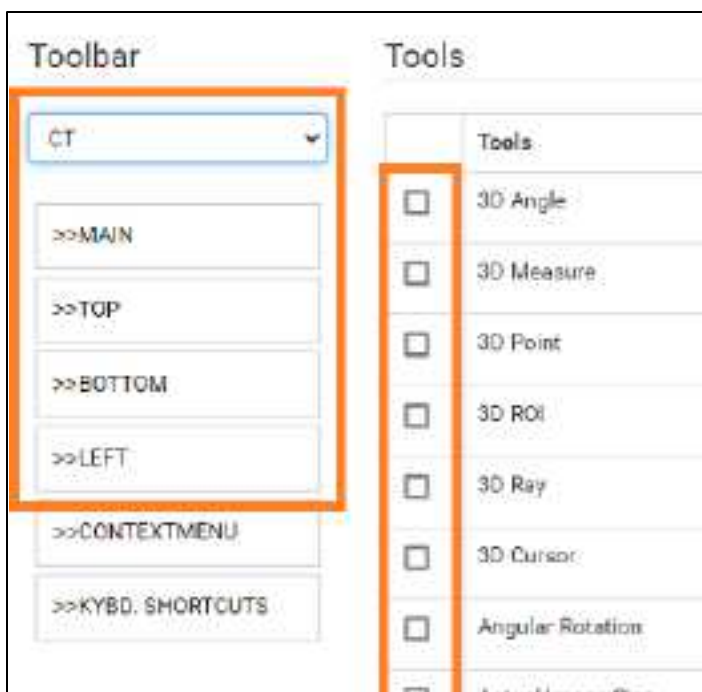 Toolbar
CT
>>MAIN
>>TOP
>>BOTTOM
>>LEFT
>>CONTEXTMENU
>>KYBD. SHORTCUTS
Tools
Tools
3D Angle
3D Measure
3D Point
3D ROI
3D Ray
3D Cursor
Angular Rotation